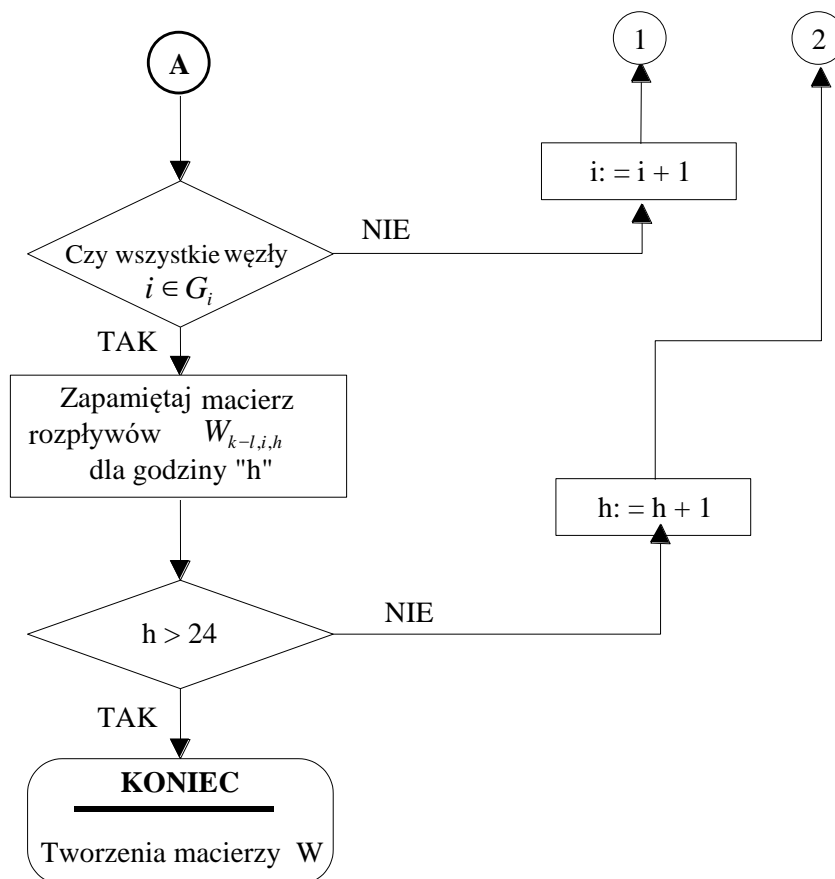 A
1
2
i: = i + 1
Czy wszystkie węzły
i ∈ G_i
NIE
TAK
Zapamiętaj macierz
rozpływów W_{k-l,i,h}
dla godziny "h"
h: = h + 1
h > 24
NIE
TAK
KONIEC
Tworzenia macierzy W